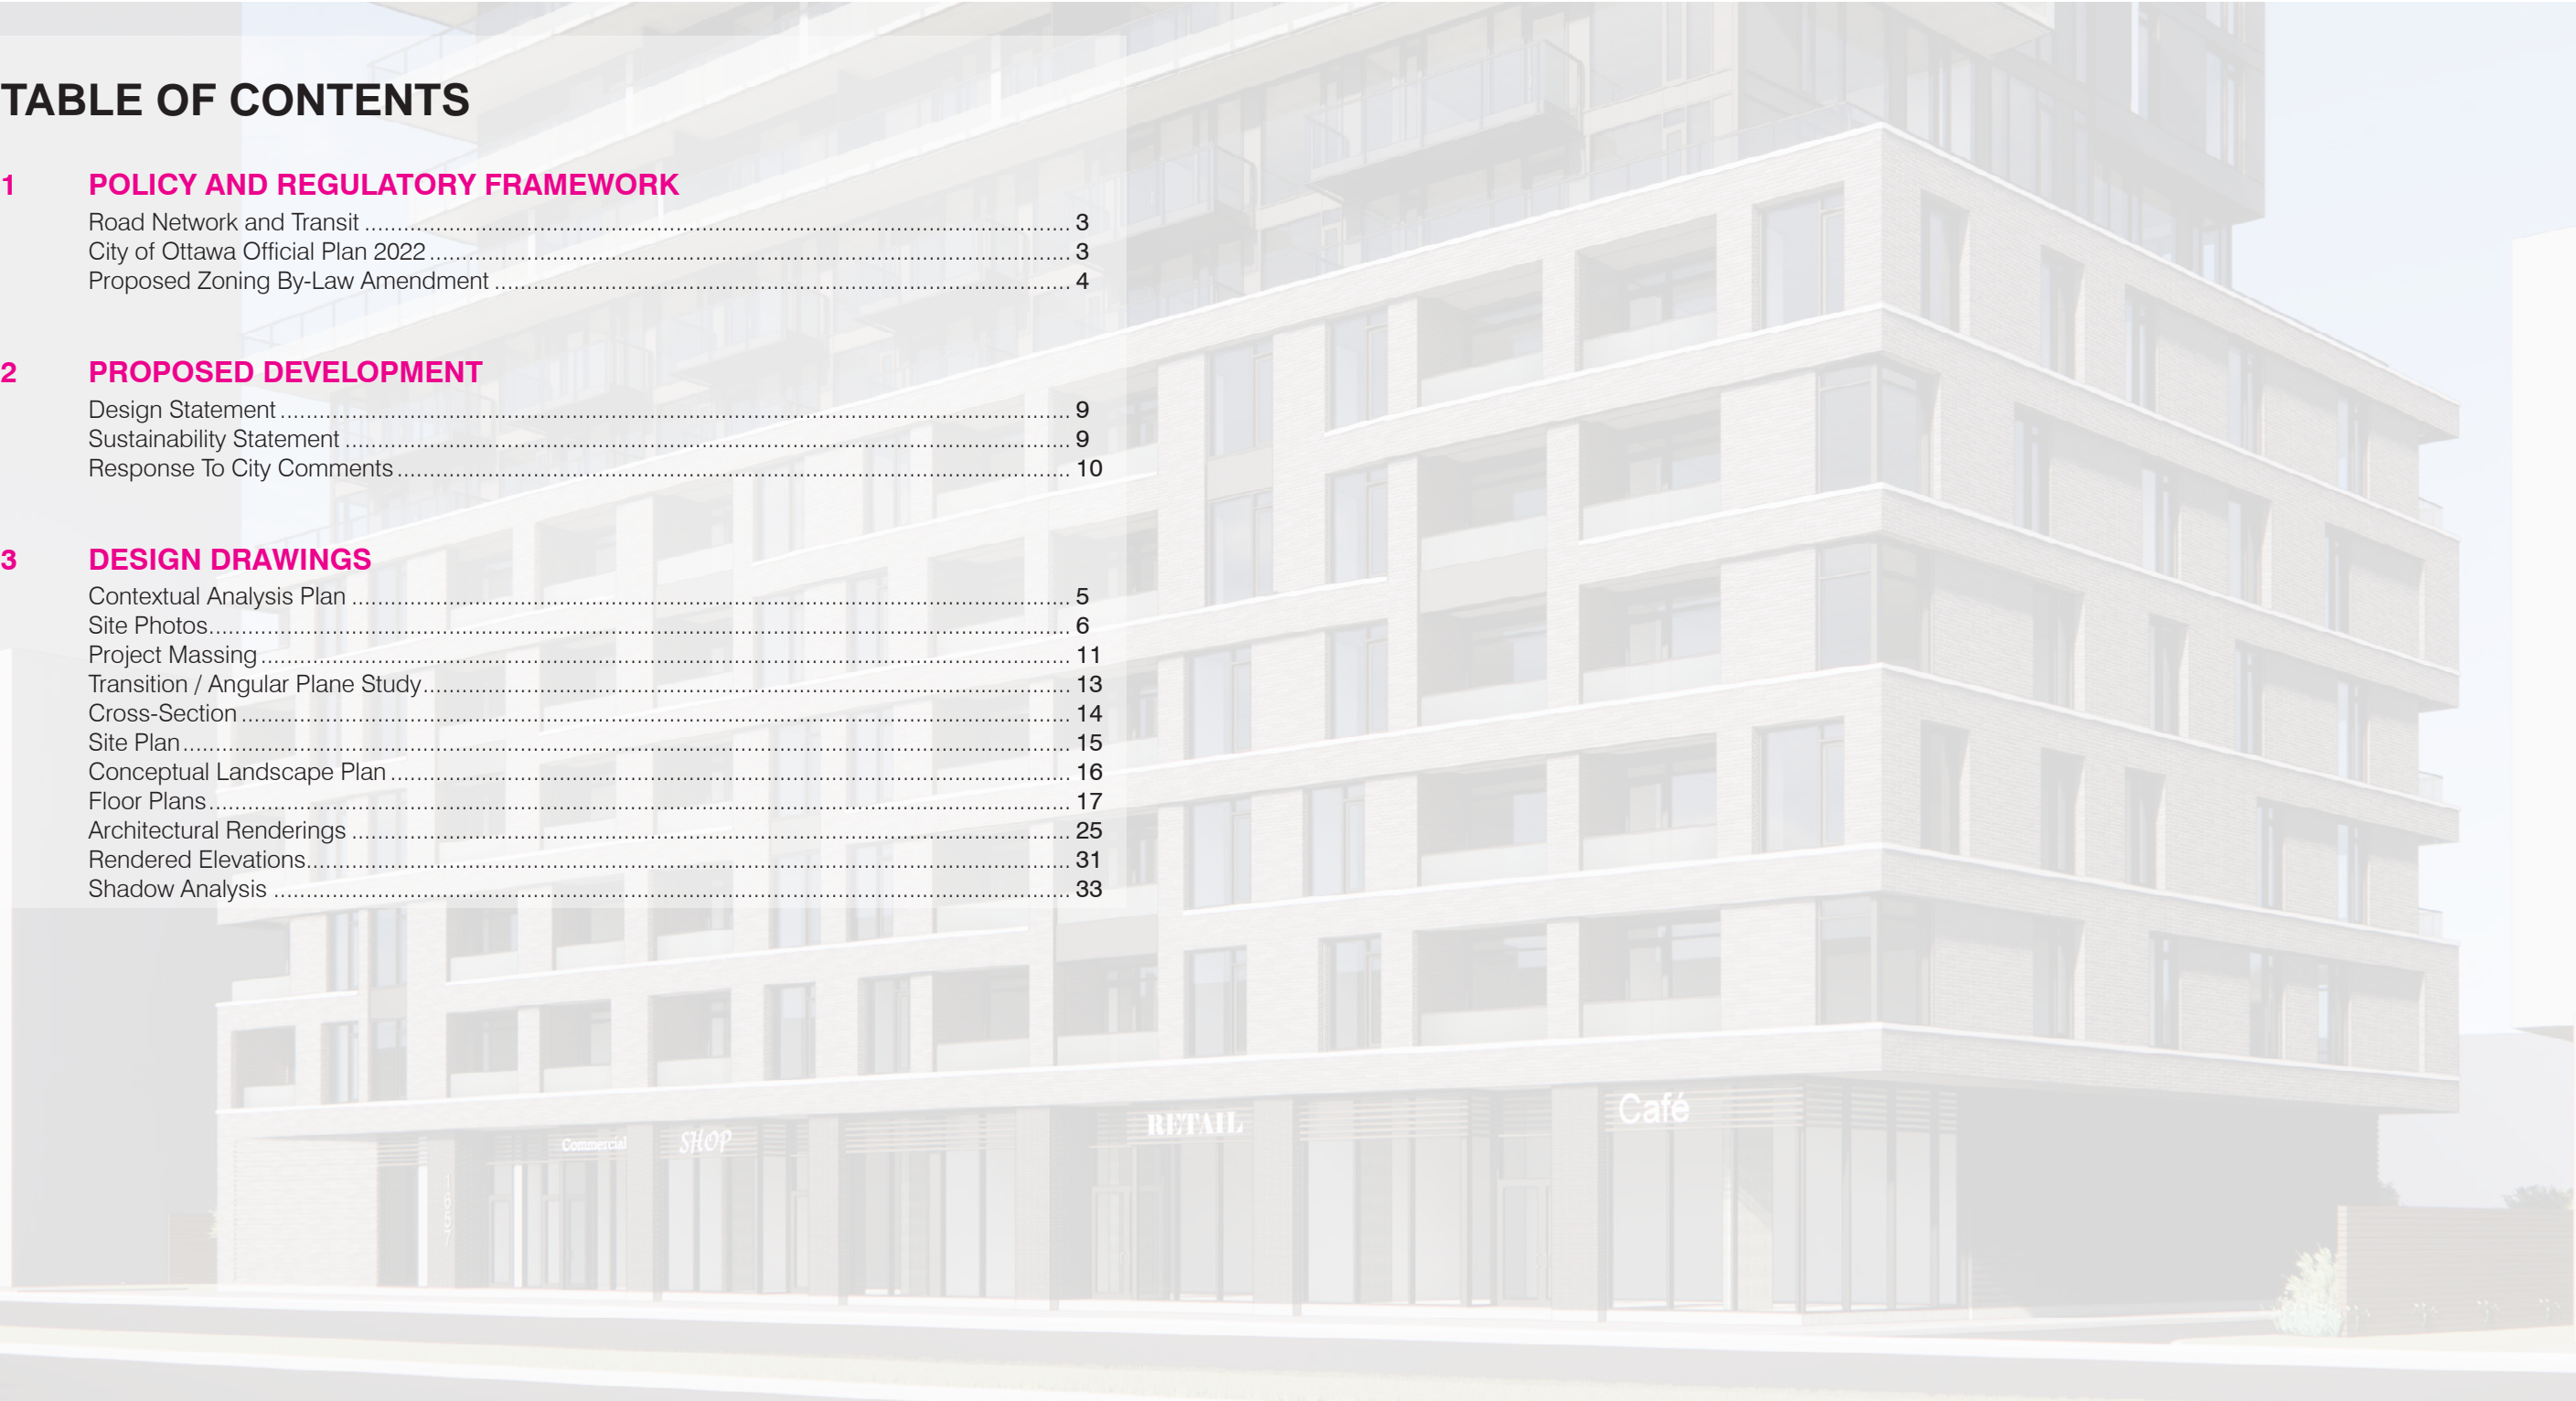 TABLE OF CONTENTS
1 POLICY AND REGULATORY FRAMEWORK
Road Network and Transit 3
City of Ottawa Official Plan 2022 3
Proposed Zoning By-Law Amendment 4
2 PROPOSED DEVELOPMENT
Design Statement 9
Sustainability Statement 9
Response To City Comments 10
3 DESIGN DRAWINGS
Contextual Analysis Plan 5
Site Photos 6
Project Massing 11
Transition / Angular Plane Study 13
Cross-Section 14
Site Plan 15
Conceptual Landscape Plan 16
Floor Plans 17
Architectural Renderings 25
Rendered Elevations 31
Shadow Analysis 33
Commercial
SHOP
RETAIL
Café